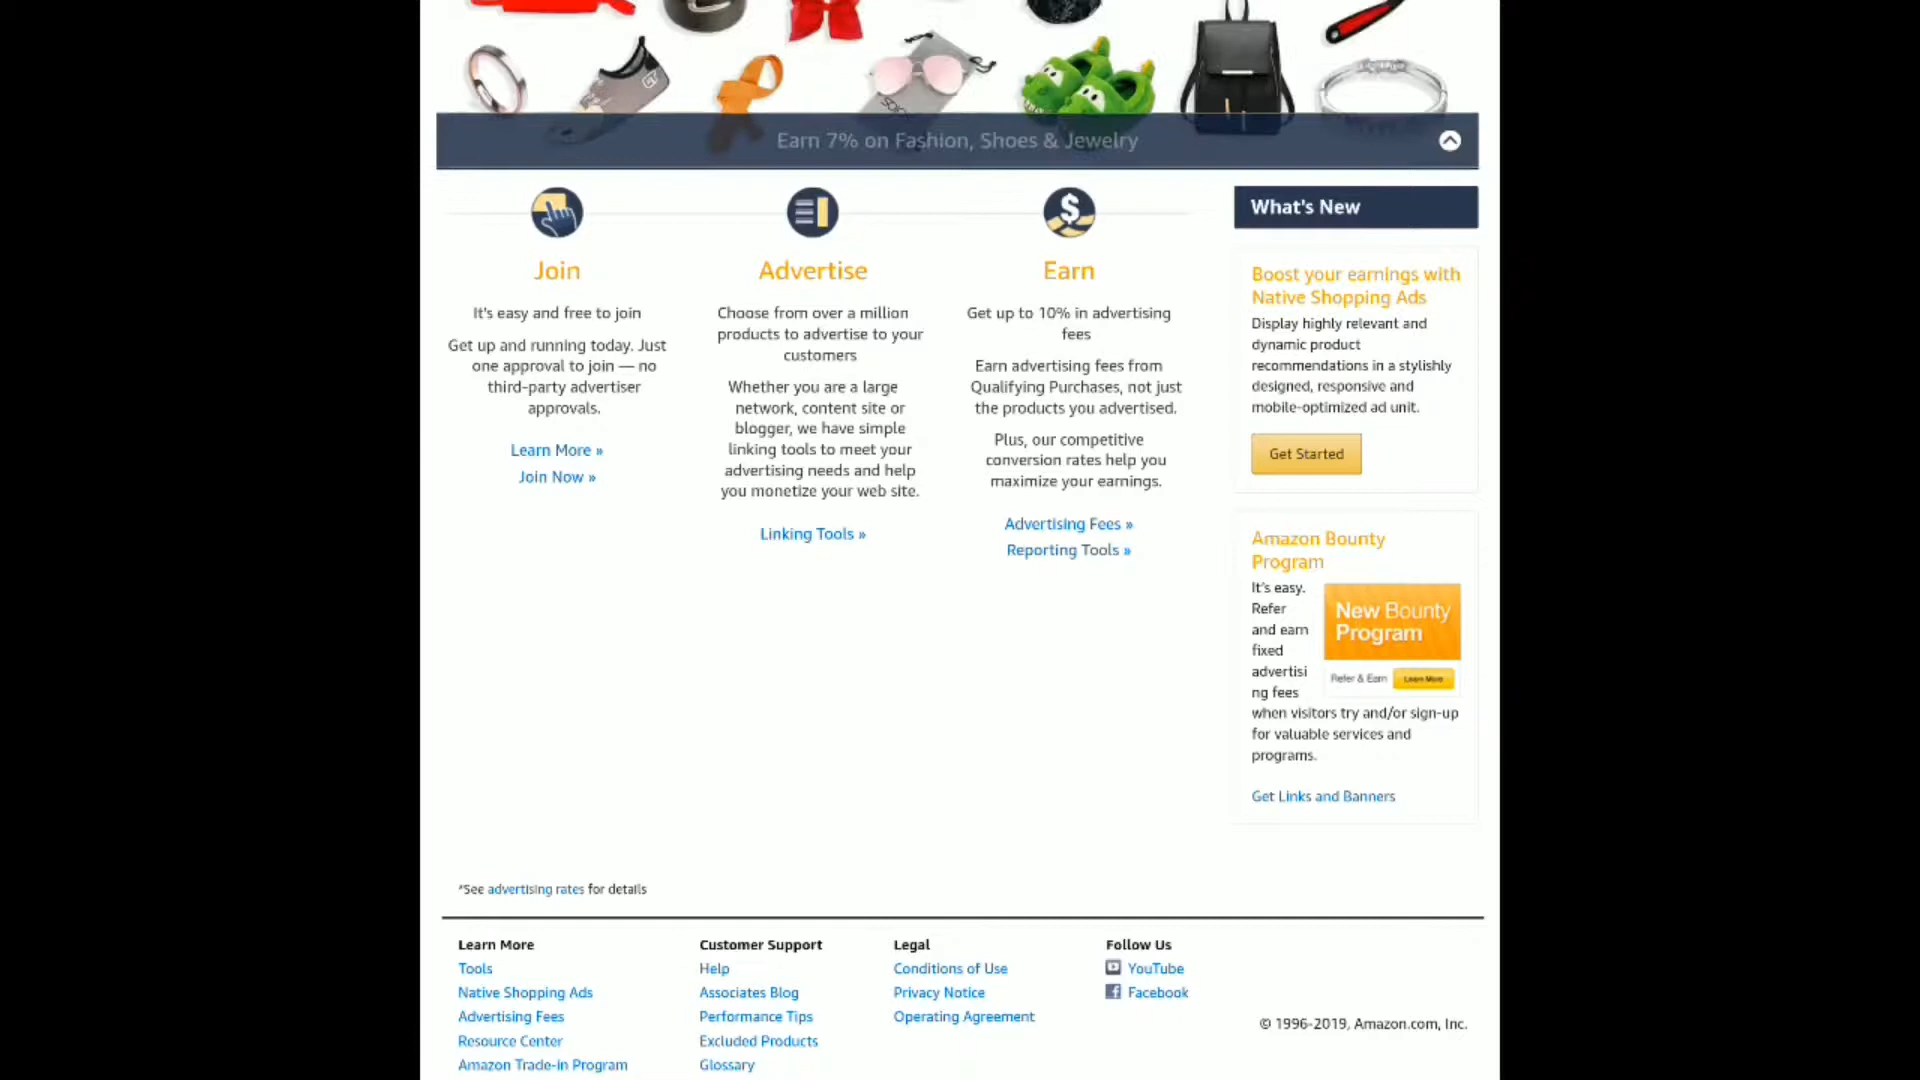 Earn 7% on Fashion, Shoes & Jewelry
Join
It's easy and free to join
Get up and running today. Just
one approval to join — no
third-party advertiser
approvals.
Learn More »
Join Now »
Advertise
Choose from over a million
products to advertise to your
customers
Whether you are a large
network, content site or
blogger, we have simple
linking tools to meet your
advertising needs and help
you monetize your web site.
Linking Tools »
Earn
Get up to 10% in advertising
fees
Earn advertising fees from
Qualifying Purchases, not just
the products you advertised.
Plus, our competitive
conversion rates help you
maximize your earnings.
Advertising Fees »
Reporting Tools »
What's New
Boost your earnings with
Native Shopping Ads
Display highly relevant and
dynamic product
recommendations in a stylishly
designed, responsive and
mobile-optimized ad unit.
Get Started
Amazon Bounty
Program
It's easy.
Refer
and earn
fixed
advertisi
ng fees
when visitors try and/or sign-up
for valuable services and
programs.
New Bounty
Program
Refer & Earn Learn More
Get Links and Banners
*See advertising rates for details
Learn More
Tools
Native Shopping Ads
Advertising Fees
Resource Center
Amazon Trade-in Program
Customer Support
Help
Associates Blog
Performance Tips
Excluded Products
Glossary
Legal
Conditions of Use
Privacy Notice
Operating Agreement
Follow Us
YouTube
Facebook
© 1996-2019, Amazon.com, Inc.